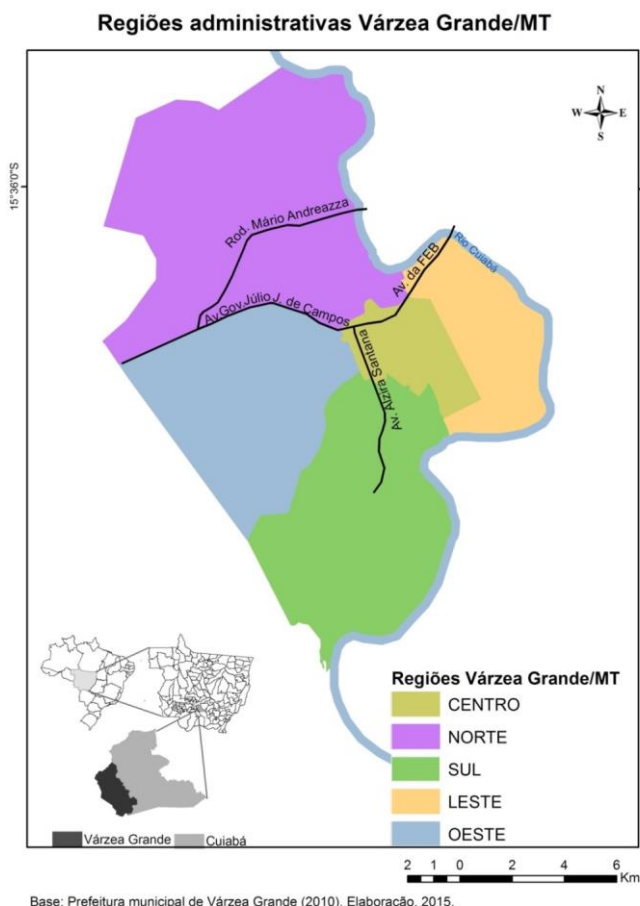 Regiões administrativas Várzea Grande/MT
N
W E
S
15°36'0"S
Rod. Mário Andreazza
Av. da FEB
Rio Cuiabá
Av.Gov.Júlio J. de Campos
Av. Alzira Santana
Regiões Várzea Grande/MT
CENTRO
NORTE
SUL
LESTE
OESTE
Várzea Grande Cuiabá
2 1 0 2 4 6
Km
Base: Prefeitura municipal de Várzea Grande (2010). Elaboração, 2015.